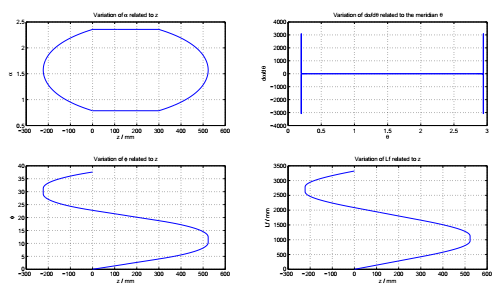 Variation of α related to z
2.5
2
1.5
1
0.5
α
−300 −200 −100 0 100 200 300 400 500 600
z / mm
Variation of dα/dθ related to the meridian θ
4000
3000
2000
1000
0
−1000
−2000
−3000
−4000
dα/dθ
0 0.5 1 1.5 2 2.5 3
θ
Variation of ϕ related to z
40
35
30
25
20
15
10
5
0
ϕ
−300 −200 −100 0 100 200 300 400 500 600
z / mm
Variation of Lf related to z
3500
3000
2500
2000
1500
1000
500
0
Lf / mm
−300 −200 −100 0 100 200 300 400 500 600
z / mm